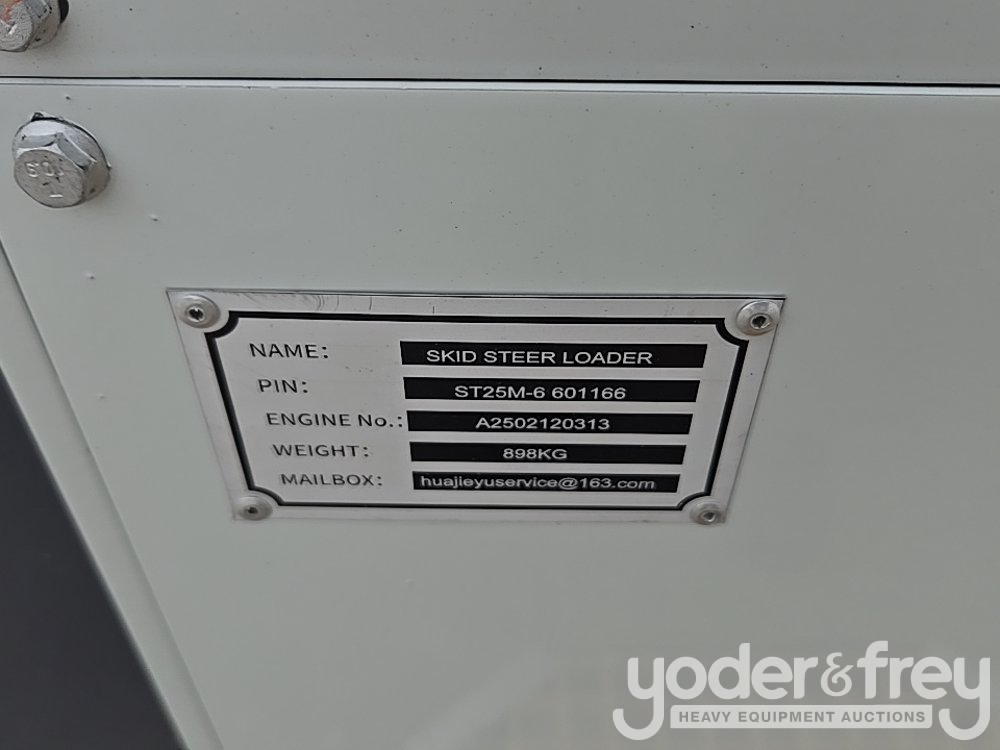 NAME: SKID STEER LOADER
PIN: ST25M-6 601166
ENGINE No.: A2502120313
WEIGHT: 898KG
MAILBOX: huajieyuservice@163.com
yoder&frey
HEAVY EQUIPMENT AUCTIONS